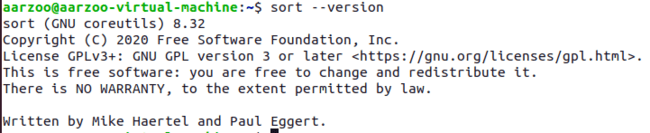 aarzoo@aarzoo-virtual-machine:~$ sort --version
sort (GNU coreutils) 8.32
Copyright (C) 2020 Free Software Foundation, Inc.
License GPLv3+: GNU GPL version 3 or later <https://gnu.org/licenses/gpl.html>.
This is free software: you are free to change and redistribute it.
There is NO WARRANTY, to the extent permitted by law.

Written by Mike Haertel and Paul Eggert.